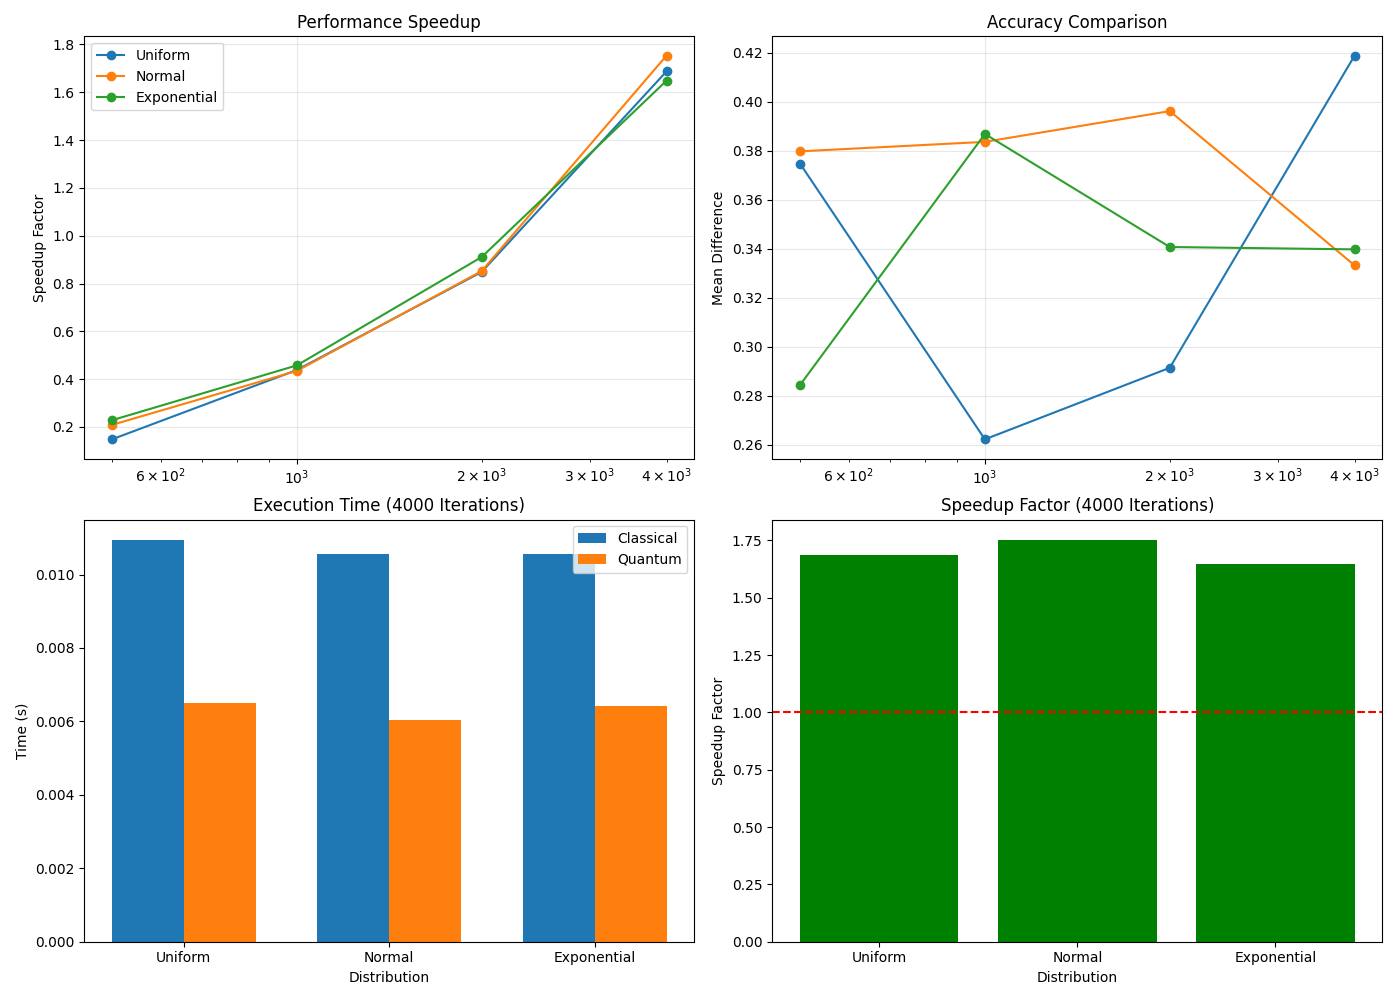 Performance Speedup
Speedup Factor
1.8
1.6
1.4
1.2
1.0
0.8
0.6
0.4
0.2
Uniform
Normal
Exponential
6 × 10²
10³
2 × 10³
3 × 10³
4 × 10³
Accuracy Comparison
Mean Difference
0.42
0.40
0.38
0.36
0.34
0.32
0.30
0.28
0.26
6 × 10²
10³
2 × 10³
3 × 10³
4 × 10³
Execution Time (4000 Iterations)
Time (s)
0.010
0.008
0.006
0.004
0.002
0.000
Classical
Quantum
Uniform
Normal
Exponential
Distribution
Speedup Factor (4000 Iterations)
Speedup Factor
1.75
1.50
1.25
1.00
0.75
0.50
0.25
0.00
Uniform
Normal
Exponential
Distribution